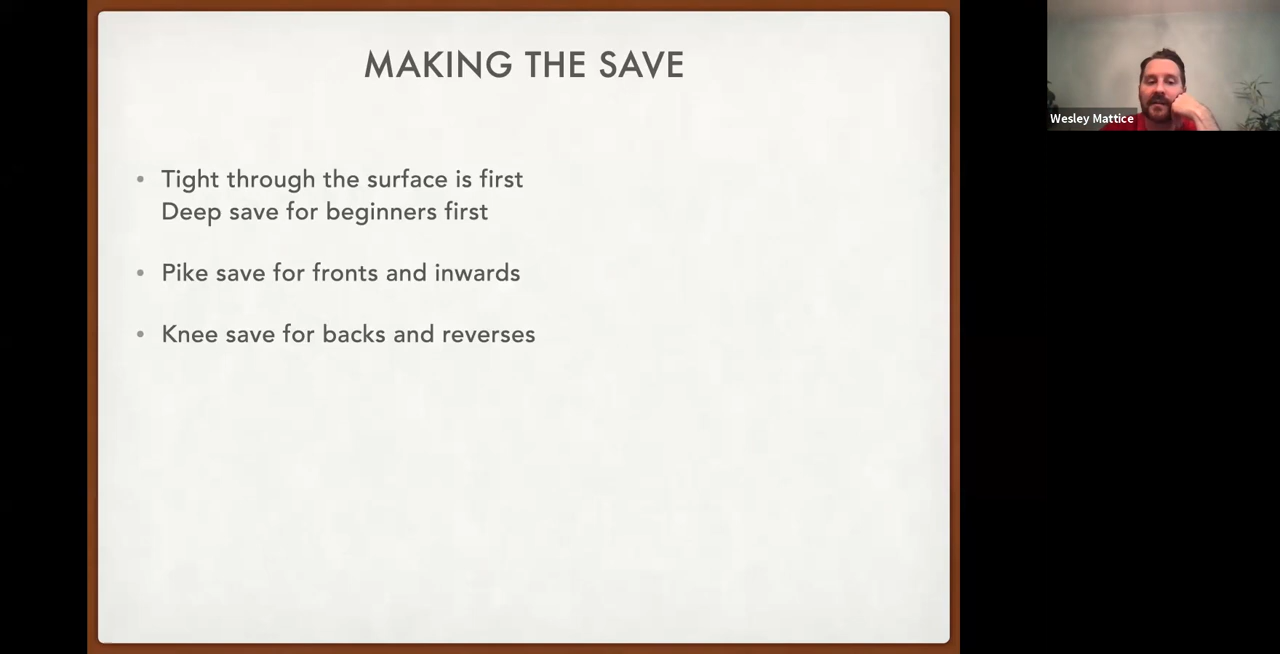 MAKING THE SAVE
• Tight through the surface is first
Deep save for beginners first
• Pike save for fronts and inwards
• Knee save for backs and reverses
Wesley Mattice